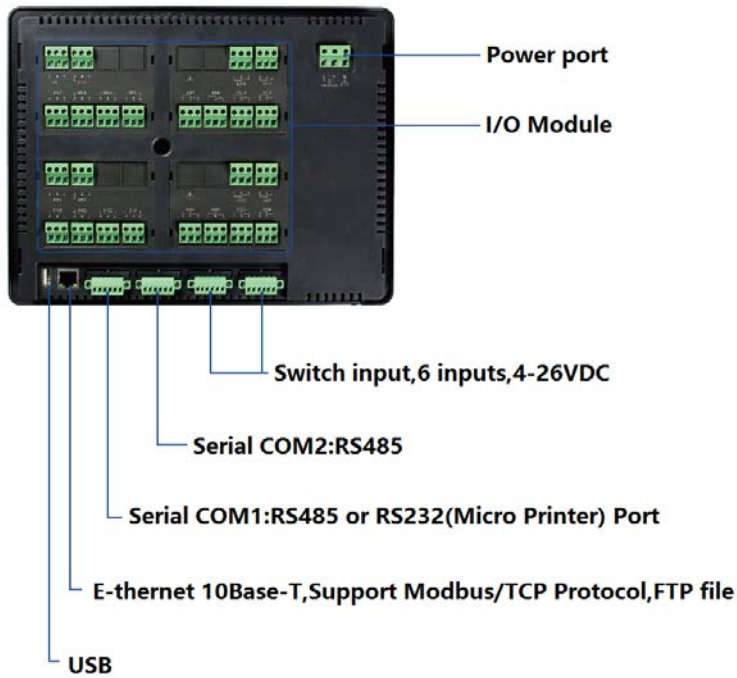 Power port
I/O Module
Switch input,6 inputs,4-26VDC
Serial COM2:RS485
Serial COM1:RS485 or RS232(Micro Printer) Port
E-thernet 10Base-T,Support Modbus/TCP Protocol,FTP file
USB